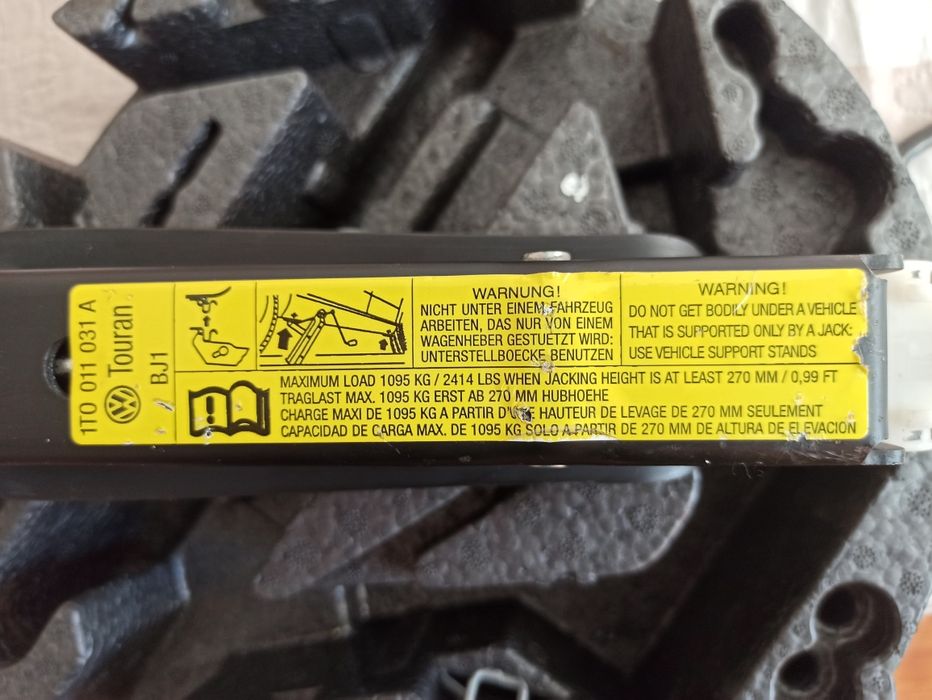 1T0 011 031 A
Touran
BJ1
WARNUNG!
NICHT UNTER EINEM FAHRZEUG
ARBEITEN, DAS NUR VON EINEM
WAGENHEBER GESTUETZT WIRD:
UNTERSTELLBOECKE BENUTZEN
WARNING!
DO NOT GET BODILY UNDER A VEHICLE
THAT IS SUPPORTED ONLY BY A JACK:
USE VEHICLE SUPPORT STANDS
MAXIMUM LOAD 1095 KG / 2414 LBS WHEN JACKING HEIGHT IS AT LEAST 270 MM / 0,99 FT
TRAGLAST MAX. 1095 KG ERST AB 270 MM HUBHOEHE
CHARGE MAXI DE 1095 KG A PARTIR D'UNE HAUTEUR DE LEVAGE DE 270 MM SEULEMENT
CAPACIDAD DE CARGA MAX. DE 1095 KG SOLO A PARTIR DE 270 MM DE ALTURA DE ELEVACION